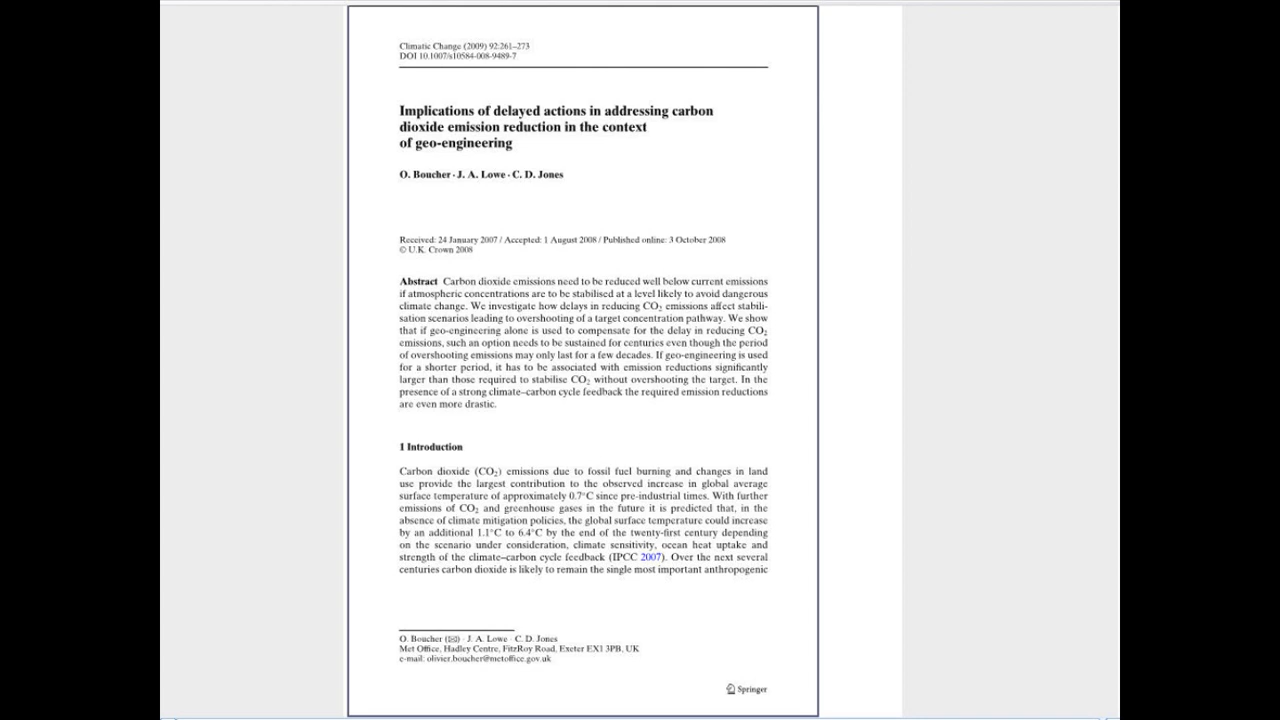 Climatic Change (2009) 92:261–273
DOI 10.1007/s10584-008-9489-7
Implications of delayed actions in addressing carbon
dioxide emission reduction in the context
of geo-engineering
O. Boucher · J. A. Lowe · C. D. Jones
Received: 24 January 2007 / Accepted: 1 August 2008 / Published online: 3 October 2008
© U.K. Crown 2008
Abstract Carbon dioxide emissions need to be reduced well below current emissions
if atmospheric concentrations are to be stabilised at a level likely to avoid dangerous
climate change. We investigate how delays in reducing CO₂ emissions affect stabili-
sation scenarios leading to overshooting of a target concentration pathway. We show
that if geo-engineering alone is used to compensate for the delay in reducing CO₂
emissions, such an option needs to be sustained for centuries even though the period
of overshooting emissions may only last for a few decades. If geo-engineering is used
for a shorter period, it has to be associated with emission reductions significantly
larger than those required to stabilise CO₂ without overshooting the target. In the
presence of a strong climate–carbon cycle feedback the required emission reductions
are even more drastic.
1 Introduction
Carbon dioxide (CO₂) emissions due to fossil fuel burning and changes in land
use provide the largest contribution to the observed increase in global average
surface temperature of approximately 0.7°C since pre-industrial times. With further
emissions of CO₂ and greenhouse gases in the future it is predicted that, in the
absence of climate mitigation policies, the global surface temperature could increase
by an additional 1.1°C to 6.4°C by the end of the twenty-first century depending
on the scenario under consideration, climate sensitivity, ocean heat uptake and
strength of the climate–carbon cycle feedback (IPCC 2007). Over the next several
centuries carbon dioxide is likely to remain the single most important anthropogenic
O. Boucher (✉) · J. A. Lowe · C. D. Jones
Met Office, Hadley Centre, FitzRoy Road, Exeter EX1 3PB, UK
e-mail: olivier.boucher@metoffice.gov.uk
Springer